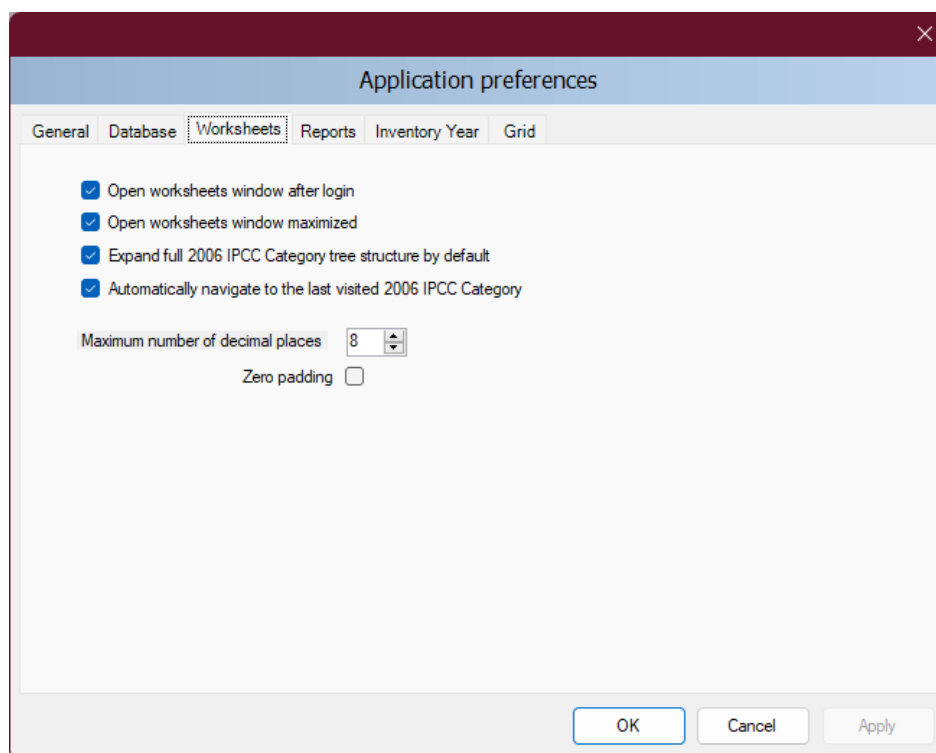 Application preferences
General Database Worksheets Reports Inventory Year Grid
Open worksheets window after login
Open worksheets window maximized
Expand full 2006 IPCC Category tree structure by default
Automatically navigate to the last visited 2006 IPCC Category
Maximum number of decimal places 8
Zero padding
OK Cancel Apply